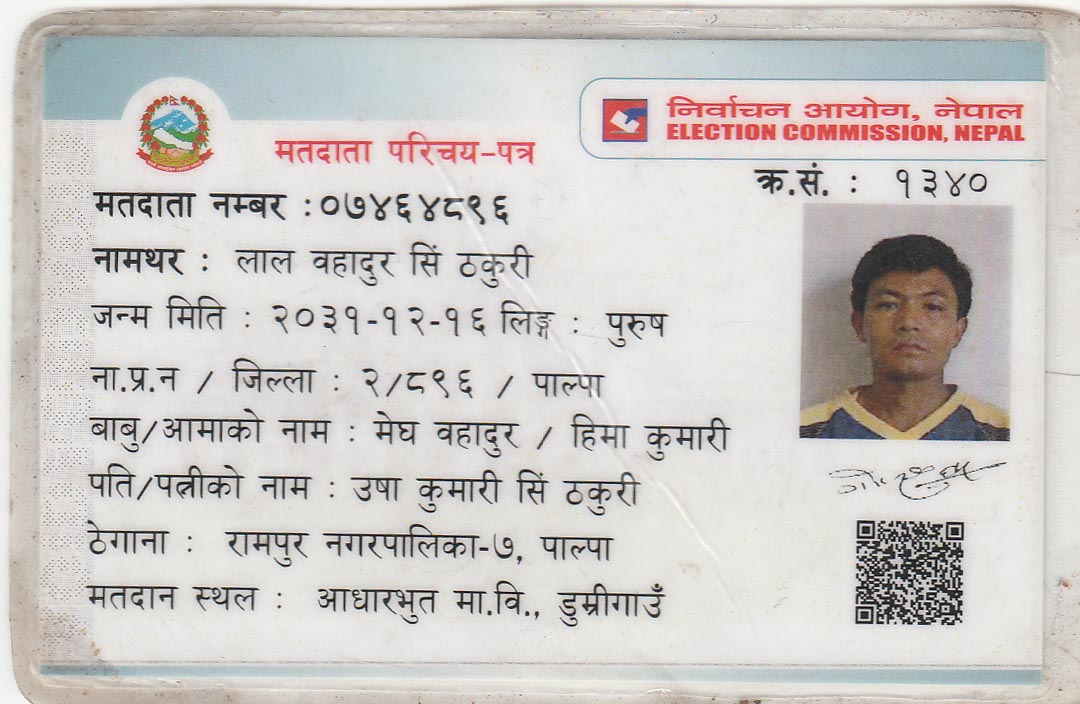 निर्वाचन आयोग, नेपाल
ELECTION COMMISSION, NEPAL
मतदाता परिचय-पत्र
क्र.सं. : १३४०
मतदाता नम्बर :०७४६४८९६
नामथर : लाल वहादुर सिं ठकुरी
जन्म मिति : २०३१-१२-१६ लिङ्ग : पुरुष
ना.प्र.न / जिल्ला : २/८९६ / पाल्पा
बाबु/आमाको नाम : मेघ वहादुर / हिमा कुमारी
पति/पत्नीको नाम : उषा कुमारी सिं ठकुरी
ठेगाना : रामपुर नगरपालिका-७, पाल्पा
मतदान स्थल : आधारभुत मा.वि., डुम्रीगाउँ